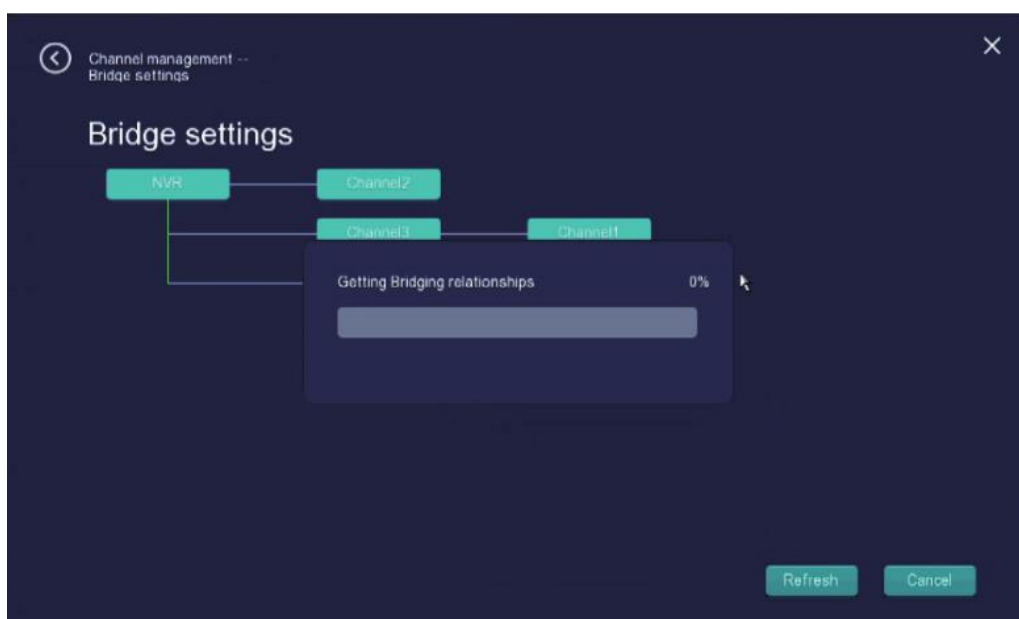 Channel management --
Bridge settings
Bridge settings
NVR
Channel2
Channel3
Channel1
Getting Bridging relationships 0%
Refresh
Cancel